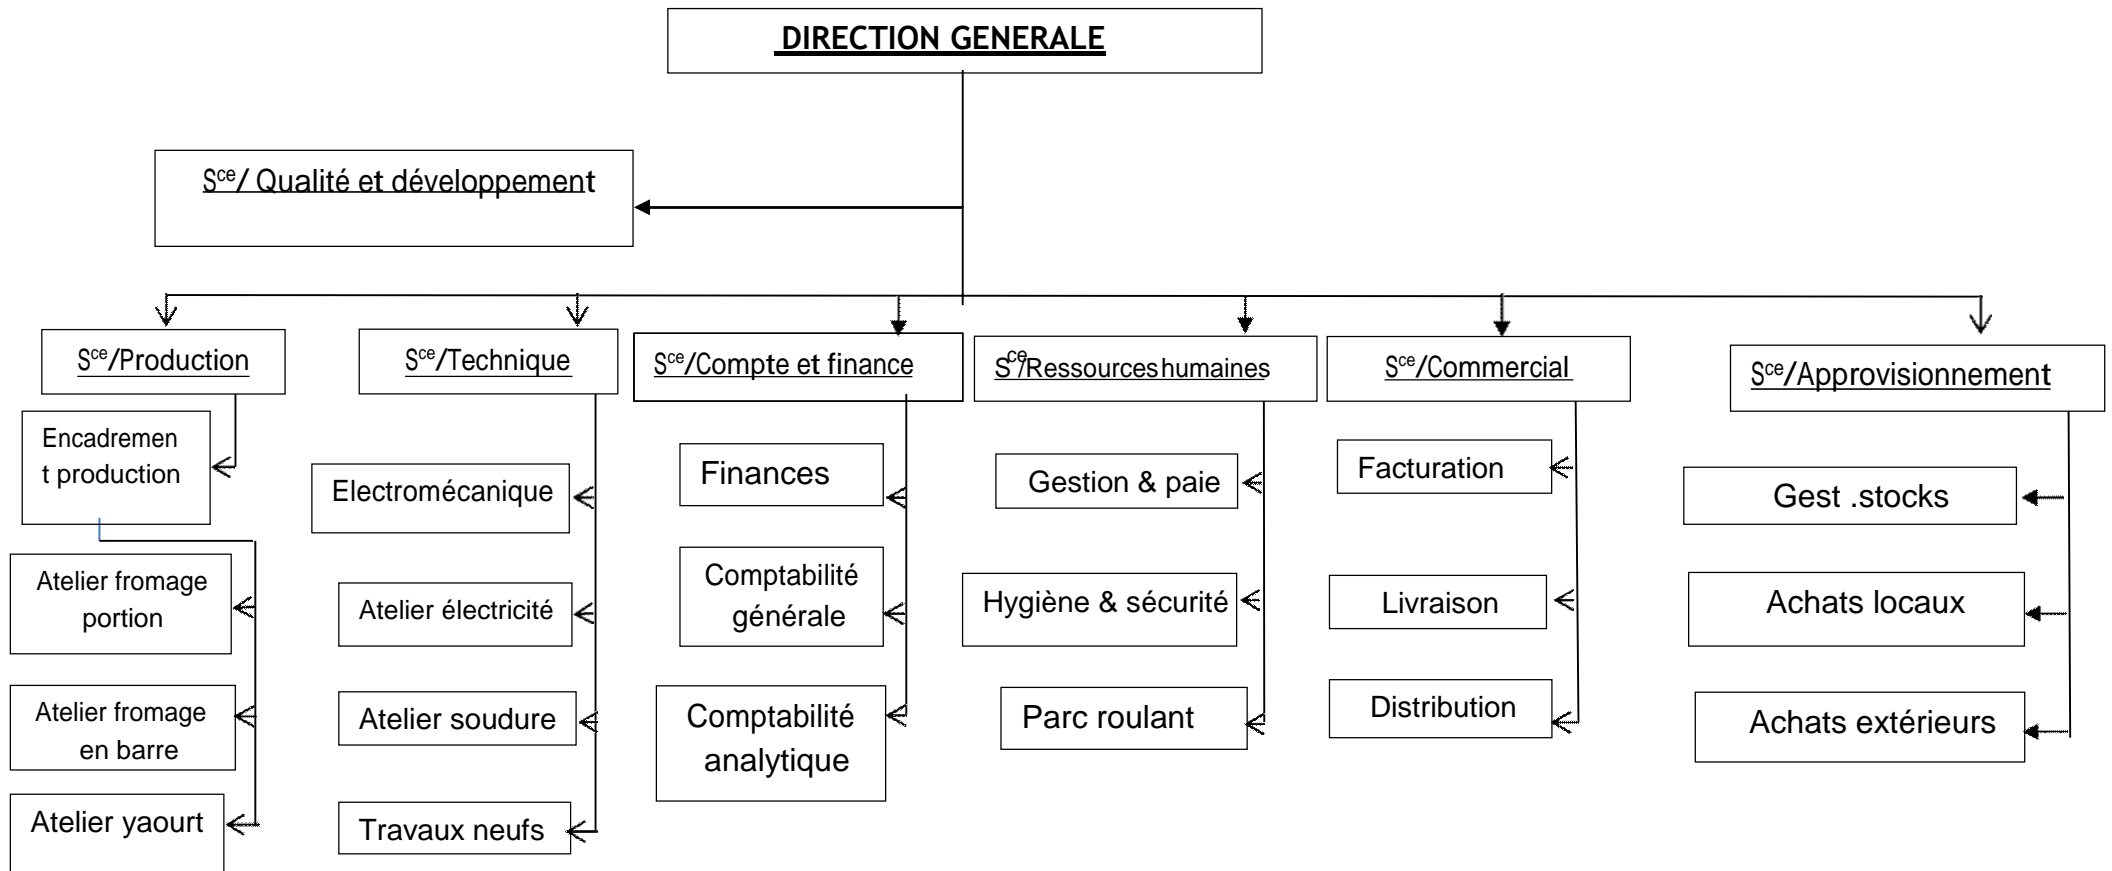 DIRECTION GENERALE
Sce/ Qualité et développement
Sce/Production
Sce/Technique
Sce/Compte et finance
Sce/Ressources humaines
Sce/Commercial
Sce/Approvisionnement
Encadremen
t production
Atelier fromage
portion
Atelier fromage
en barre
Atelier yaourt
Electromécanique
Atelier électricité
Atelier soudure
Travaux neufs
Finances
Comptabilité
générale
Comptabilité
analytique
Gestion & paie
Hygiène & sécurité
Parc roulant
Facturation
Livraison
Distribution
Gest .stocks
Achats locaux
Achats extérieurs